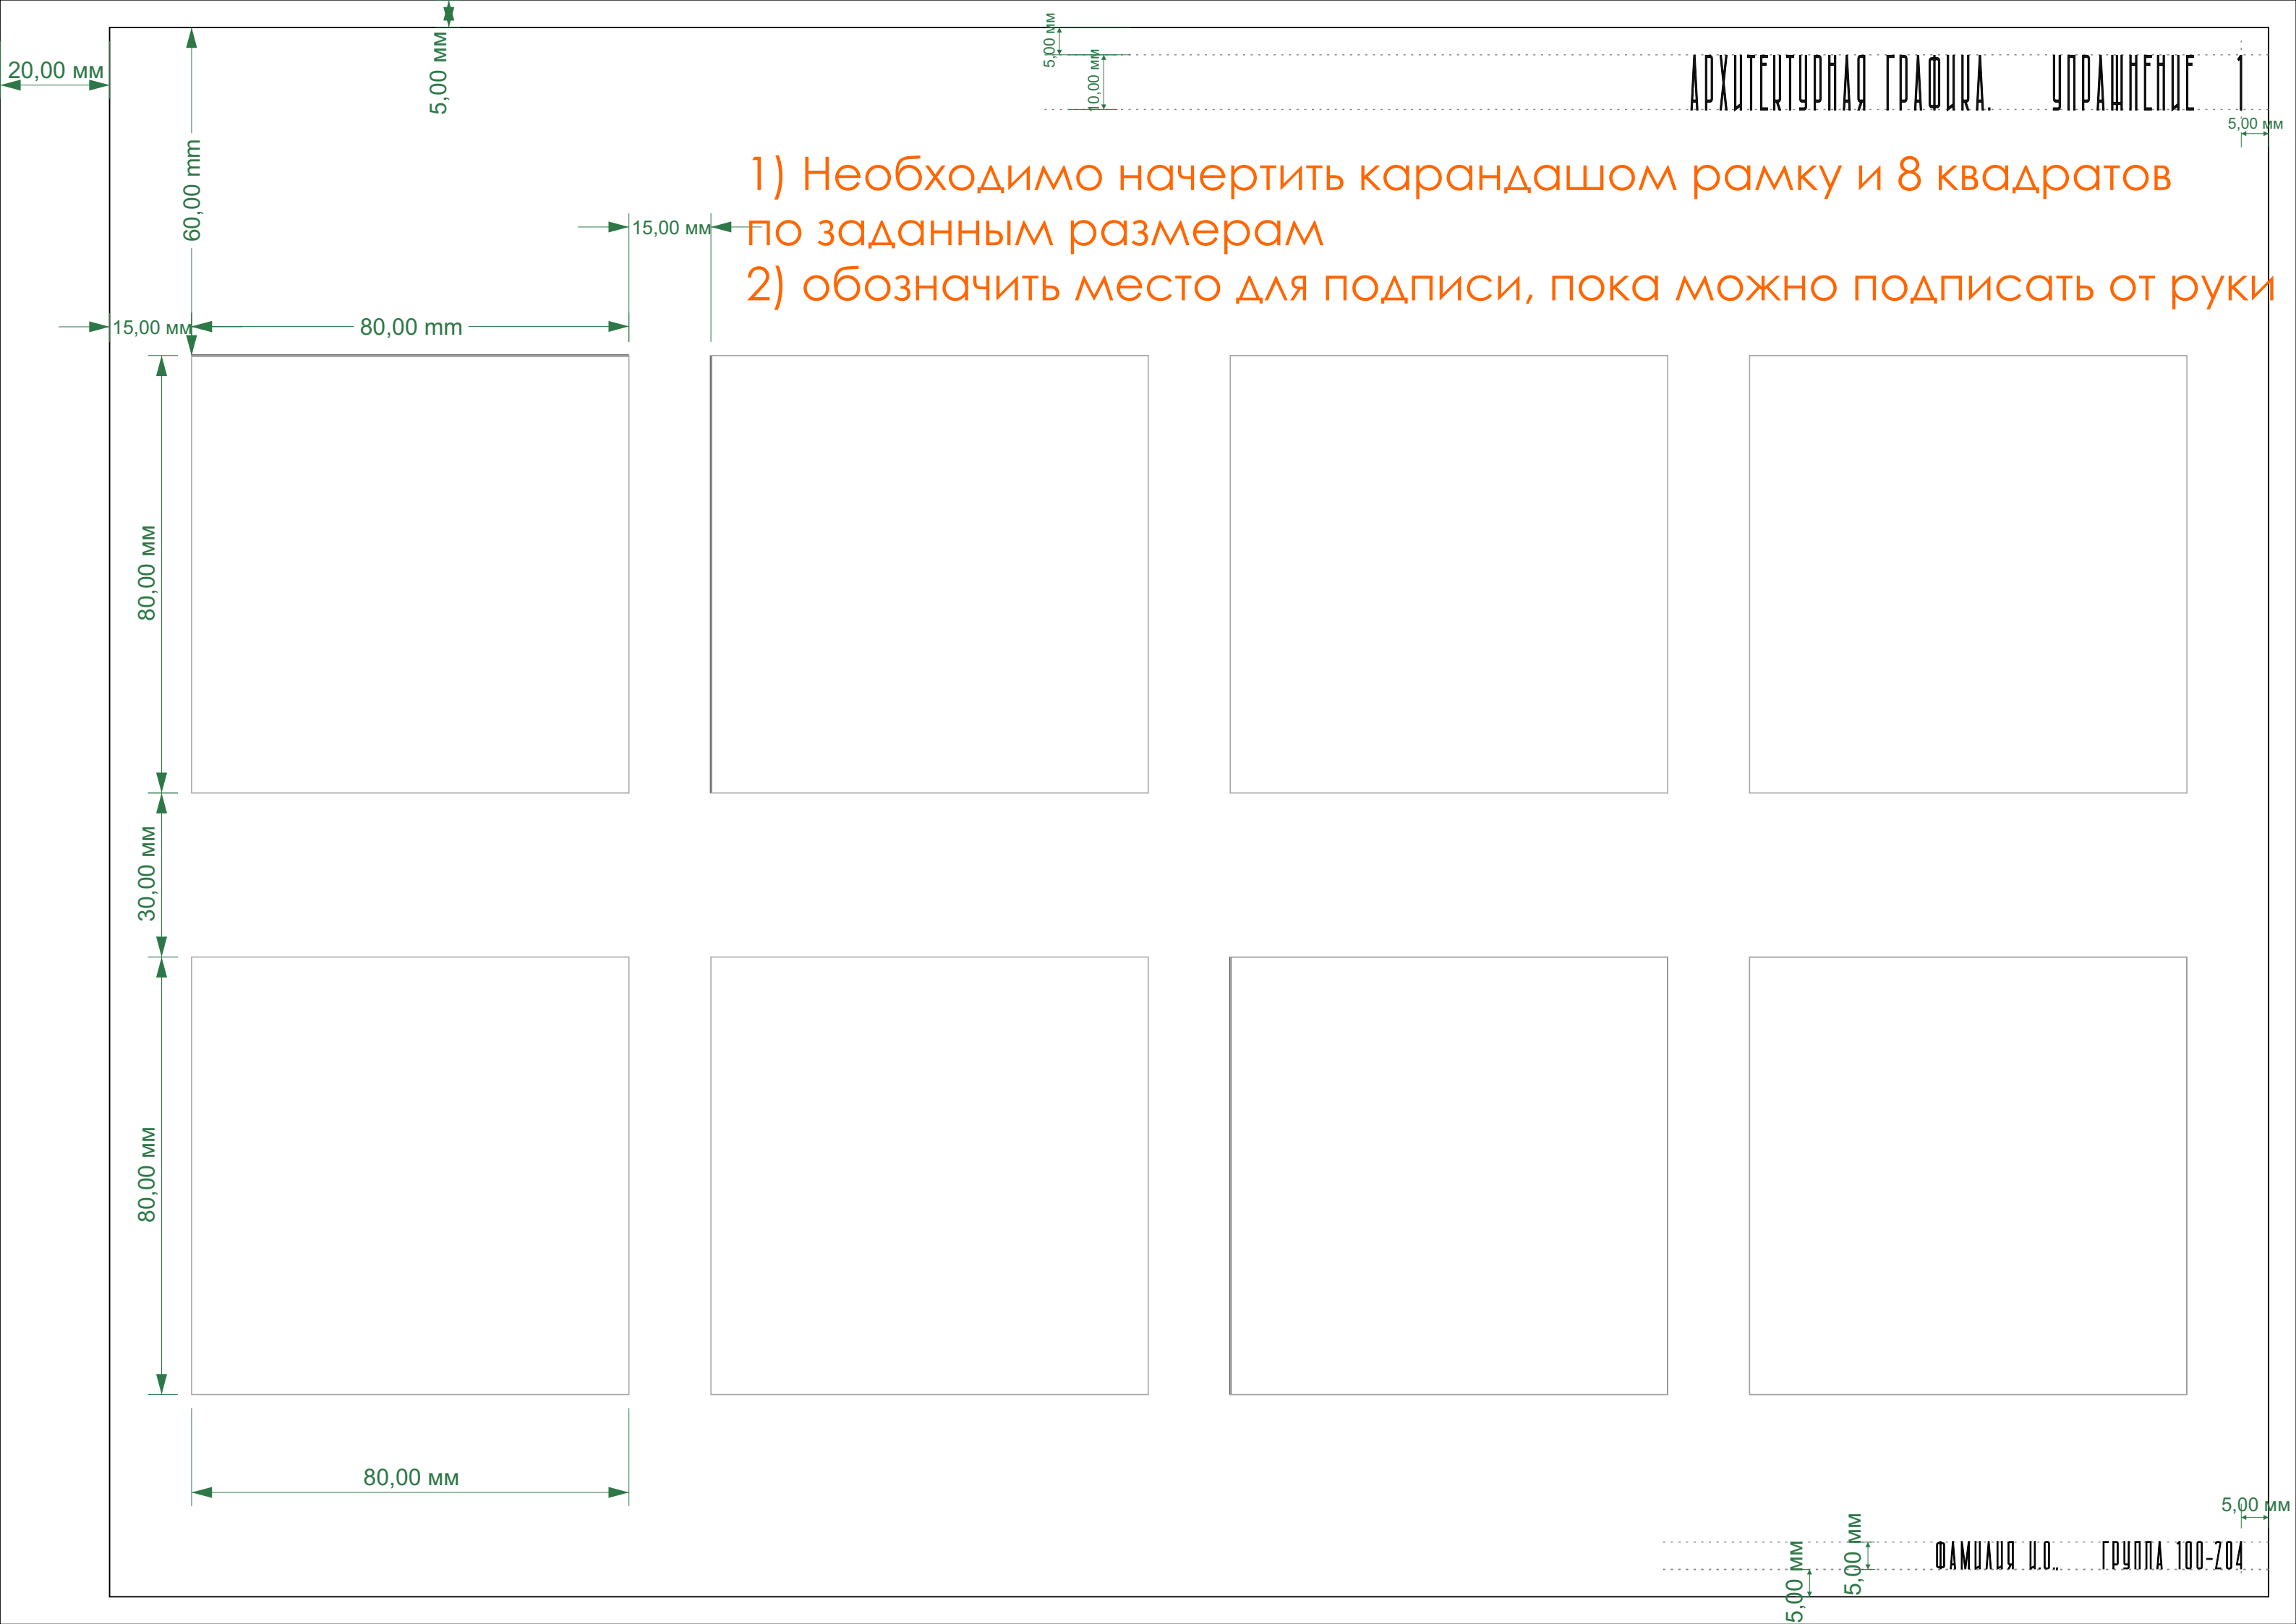 5,00 мм
20,00 мм
5,00 мм
10,00 мм
АРХИТЕКТУРНАЯ ГРАФИКА. УПРАЖНЕНИЕ 1
5,00 мм
60,00 mm
1) Необходимо начертить карандашом рамку и 8 квадратов
15,00 мм
по заданным размерам
2) обозначить место для подписи, пока можно подписать от руки
15,00 мм
80,00 mm
80,00 мм
30,00 мм
80,00 мм
80,00 мм
5,00 мм
5,00 мм
5,00 мм
ФАМИЛИЯ И.О., ГРУППА 100-204